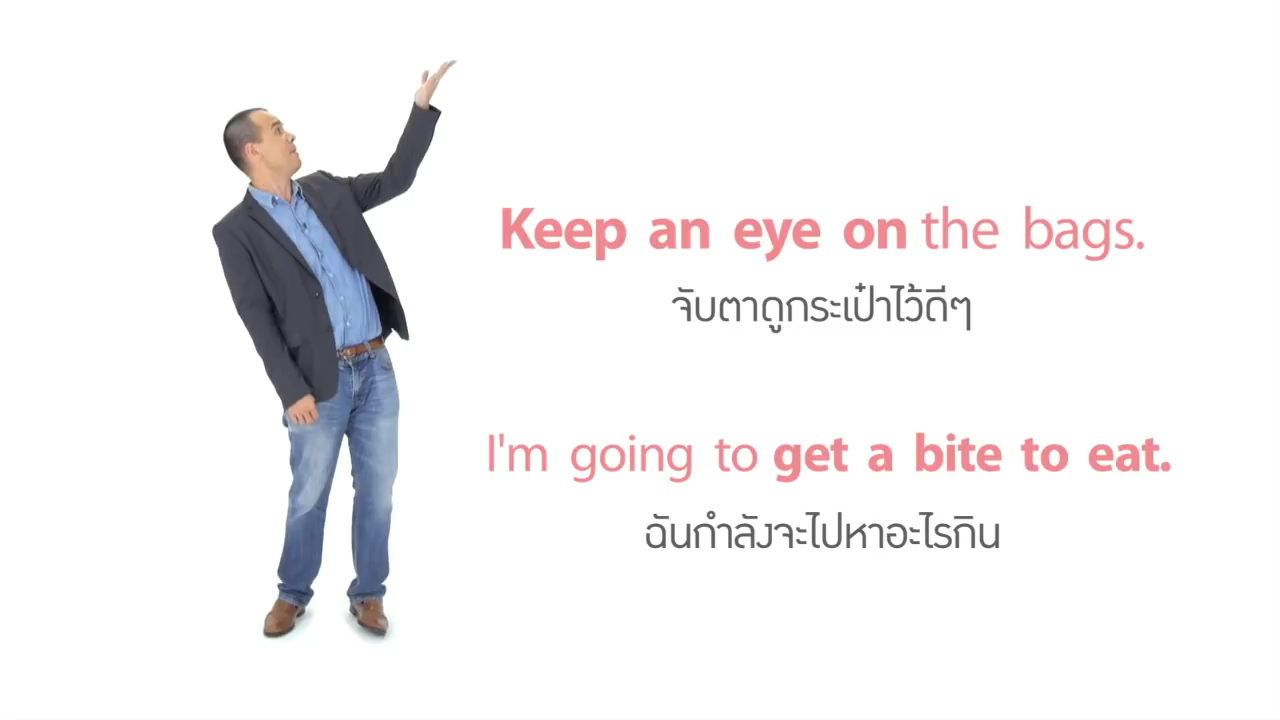 Keep an eye on the bags.
จับตาดูกระเป๋าไว้ดีๆ
I'm going to get a bite to eat.
ฉันกำลังจะไปหาอะไรกิน